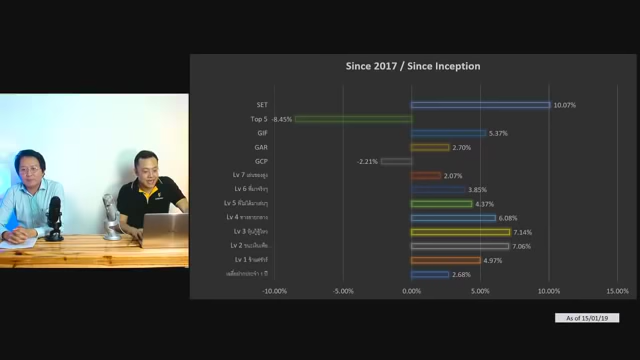 Since 2017 / Since Inception
SET 10.07%
Top 5 -8.45%
GIF 5.37%
GAR 2.70%
GCP -2.21%
Lv 7 2.07%
Lv 6 3.85%
Lv 5 4.37%
Lv 4 6.08%
Lv 3 7.14%
Lv 2 7.06%
Lv 1 4.97%
2.68%
-10.00% -5.00% 0.00% 5.00% 10.00% 15.00%
As of 15/01/19